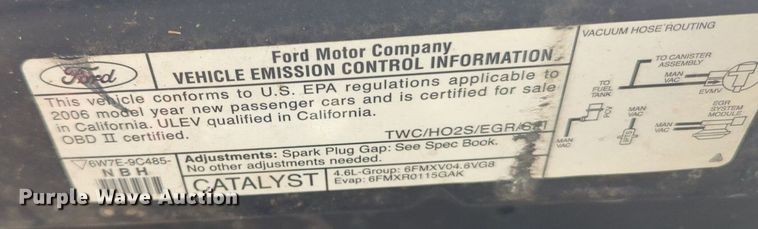 Ford
Ford Motor Company
VEHICLE EMISSION CONTROL INFORMATION
This vehicle conforms to U.S. EPA regulations applicable to
2006 model year new passenger cars and is certified for sale
in California. ULEV qualified in California.
OBD II certified.
TWC/HO2S/EGR/
6W7E-9C485-
NBH
Adjustments: Spark Plug Gap: See Spec Book.
No other adjustments needed.
CATALYST
4.6L-Group: 6FMXV04.6VG8
Evap: 6FMXR0115GAK
VACUUM HOSE ROUTING
TO CANISTER
ASSEMBLY
MAN
VAC
TO
FUEL
TANK
EVMV
PCV
MAN
VAC
MAN
VAC
EGR
SYSTEM
MODULE
Purple Wave Auction